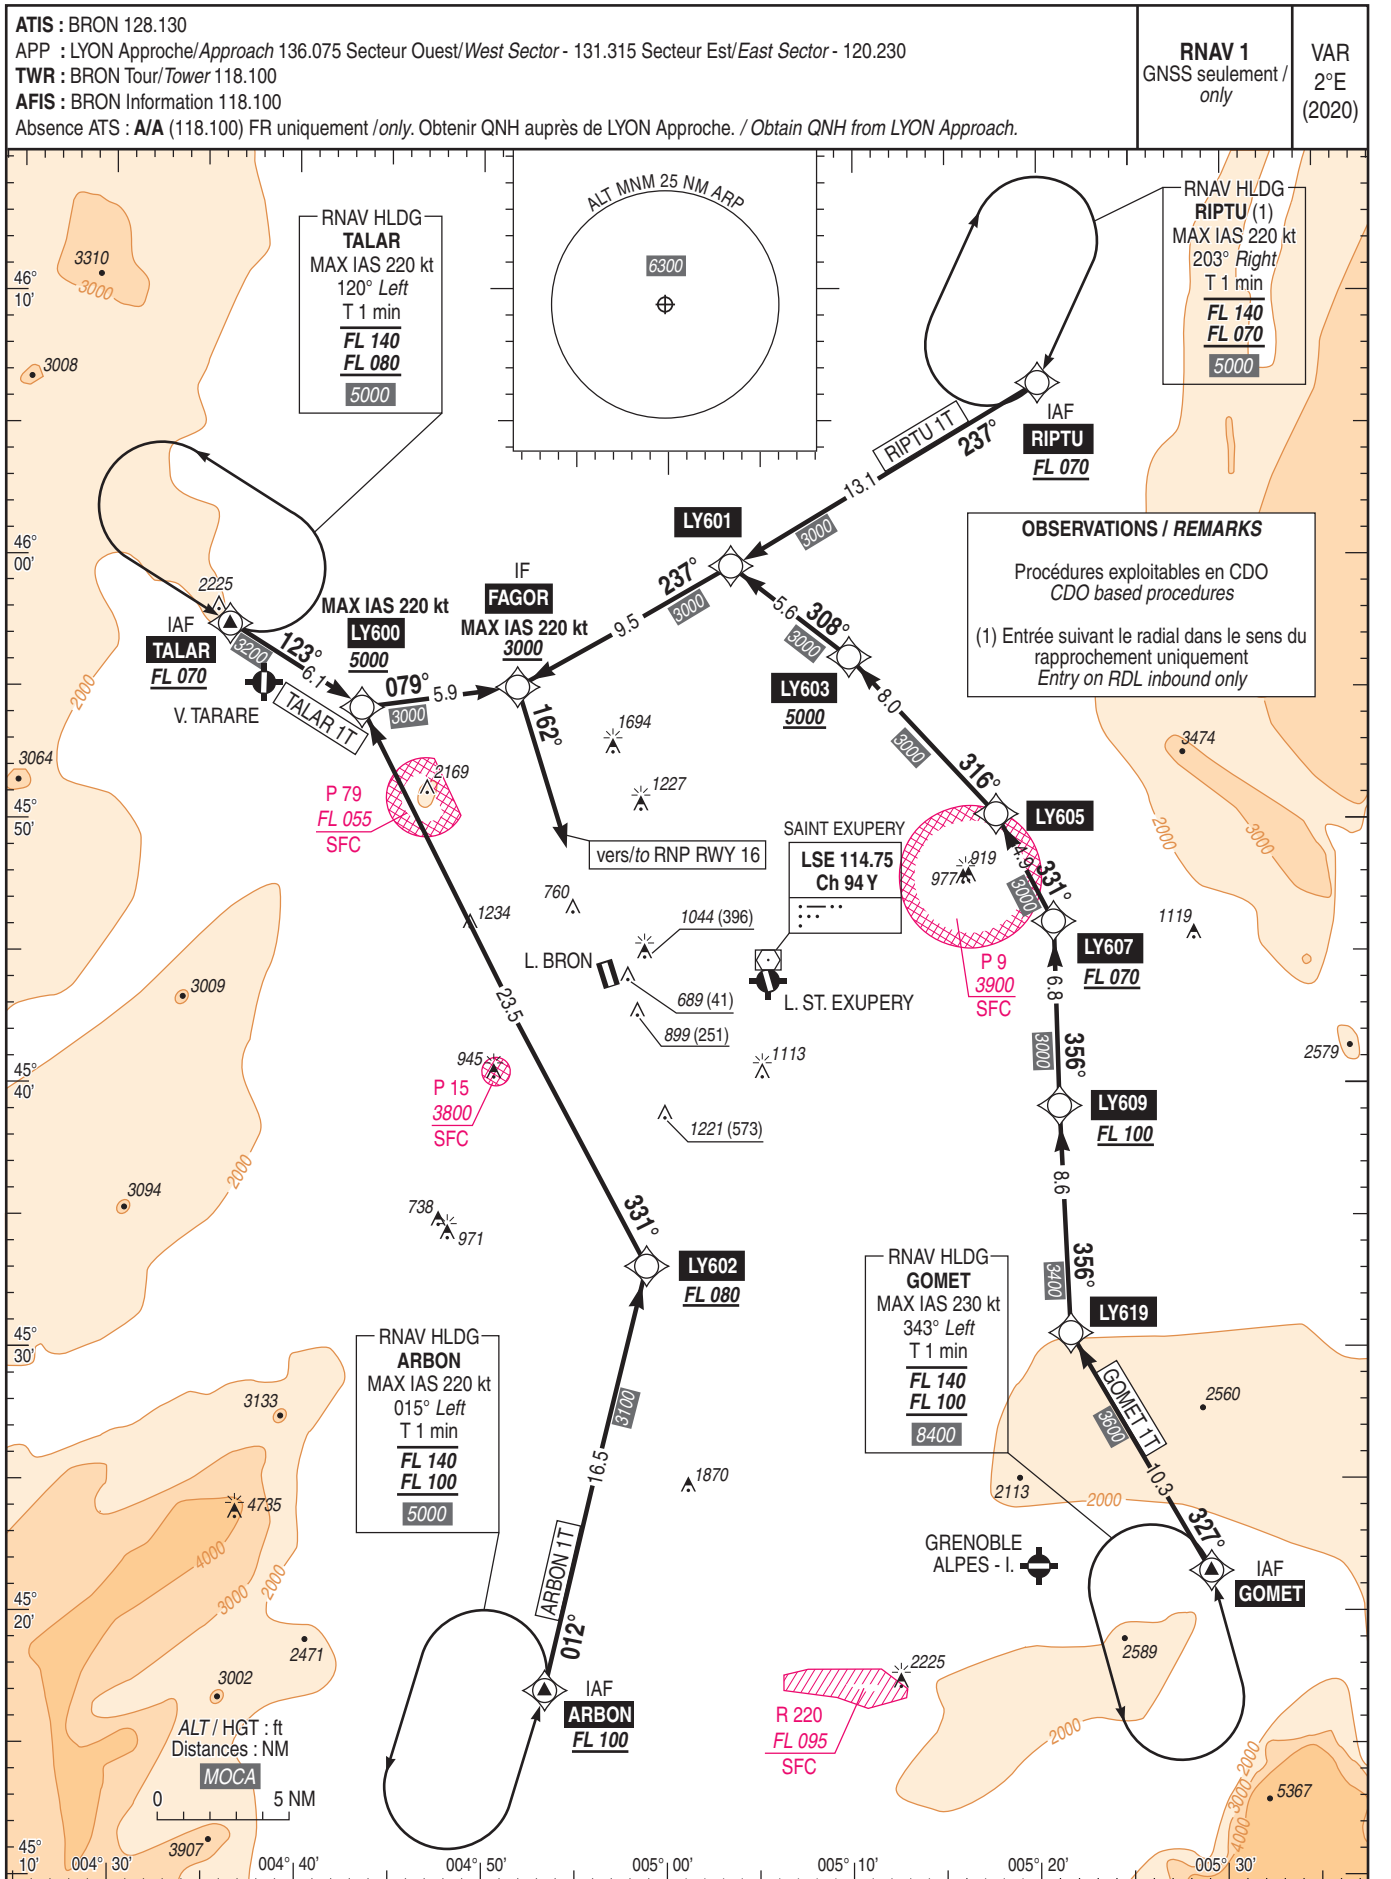 ATIS : BRON 128.130
APP : LYON Approche/Approach 136.075 Secteur Ouest/West Sector - 131.315 Secteur Est/East Sector - 120.230
TWR : BRON Tour/Tower 118.100
AFIS : BRON Information 118.100
Absence ATS : A/A (118.100) FR uniquement /only. Obtenir QNH auprès de LYON Approche. / Obtain QNH from LYON Approach.
RNAV 1
GNSS seulement /
only
VAR
2°E
(2020)
ALT MNM 25 NM ARP
6300
RNAV HLDG
TALAR
MAX IAS 220 kt
120° Left
T 1 min
FL 140
FL 080
5000
RNAV HLDG
RIPTU (1)
MAX IAS 220 kt
203° Right
T 1 min
FL 140
FL 070
5000
3310
3000
46°
10'
3008
IAF
RIPTU
FL 070
RIPTU 1T
237°
13.1
3000
LY601
OBSERVATIONS / REMARKS
Procédures exploitables en CDO
CDO based procedures
(1) Entrée suivant le radial dans le sens du
rapprochement uniquement
Entry on RDL inbound only
46°
00'
2225
IAF
TALAR
FL 070
3200
123°
6.1
TALAR 1T
V. TARARE
MAX IAS 220 kt
LY600
5000
079°
5.9
3000
IF
FAGOR
MAX IAS 220 kt
3000
237°
9.5
3000
5.6
308°
3000
LY603
5000
8.0
3000
316°
162°
1694
1227
2000
3064
3474
2000
3000
P 79
FL 055
SFC
2169
45°
50'
vers/to RNP RWY 16
SAINT EXUPERY
LSE 114.75
Ch 94 Y
LY605
4.9
331°
3000
919
977
LY607
FL 070
1119
P 9
3900
SFC
760
1234
1044 (396)
L. BRON
689 (41)
899 (251)
L. ST. EXUPERY
3009
23.5
6.8
3000
356°
2579
1113
945
P 15
3800
SFC
45°
40'
1221 (573)
LY609
FL 100
8.6
356°
3400
2000
3094
738
971
331°
LY602
FL 080
RNAV HLDG
GOMET
MAX IAS 230 kt
343° Left
T 1 min
FL 140
FL 100
8400
LY619
45°
30'
RNAV HLDG
ARBON
MAX IAS 220 kt
015° Left
T 1 min
FL 140
FL 100
5000
3100
16.5
GOMET 1T
3600
10.3
327°
2560
2113
2000
3133
4735
4000
3000
2000
1870
GRENOBLE
ALPES - I.
IAF
GOMET
45°
20'
ARBON 1T
012°
2471
3002
IAF
ARBON
FL 100
2589
2225
R 220
FL 095
SFC
2000
2000
3000
4000
5367
ALT / HGT : ft
Distances : NM
MOCA
0 5 NM
3907
45°
10'
004° 30'
004° 40'
004° 50'
005° 00'
005° 10'
005° 20'
005° 30'